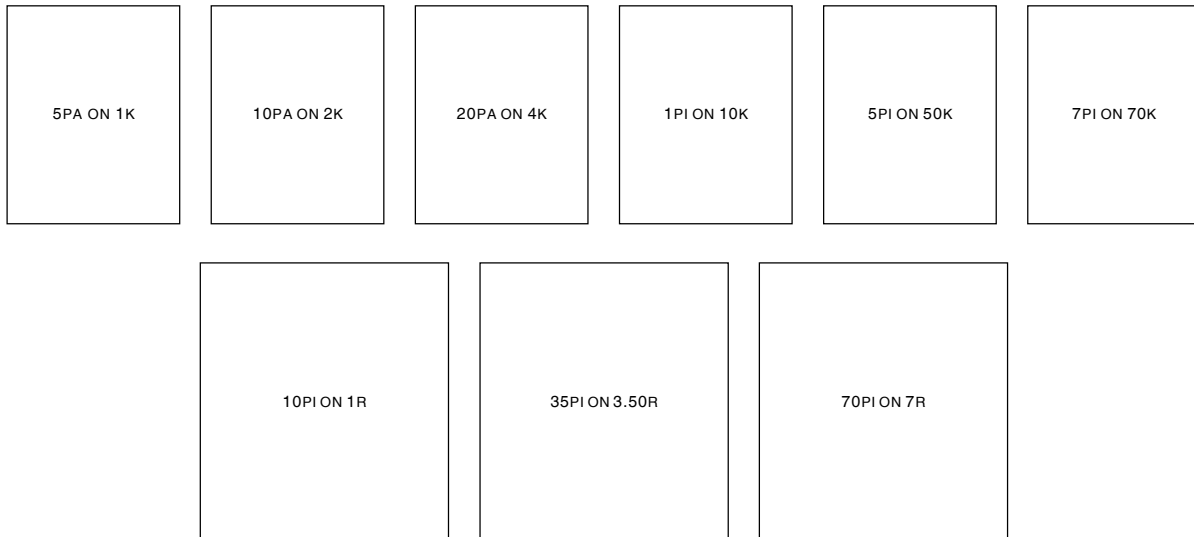 5PA ON 1K
10PA ON 2K
20PA ON 4K
1PI ON 10K
5PI ON 50K
7PI ON 70K
10PI ON 1R
35PI ON 3.50R
70PI ON 7R